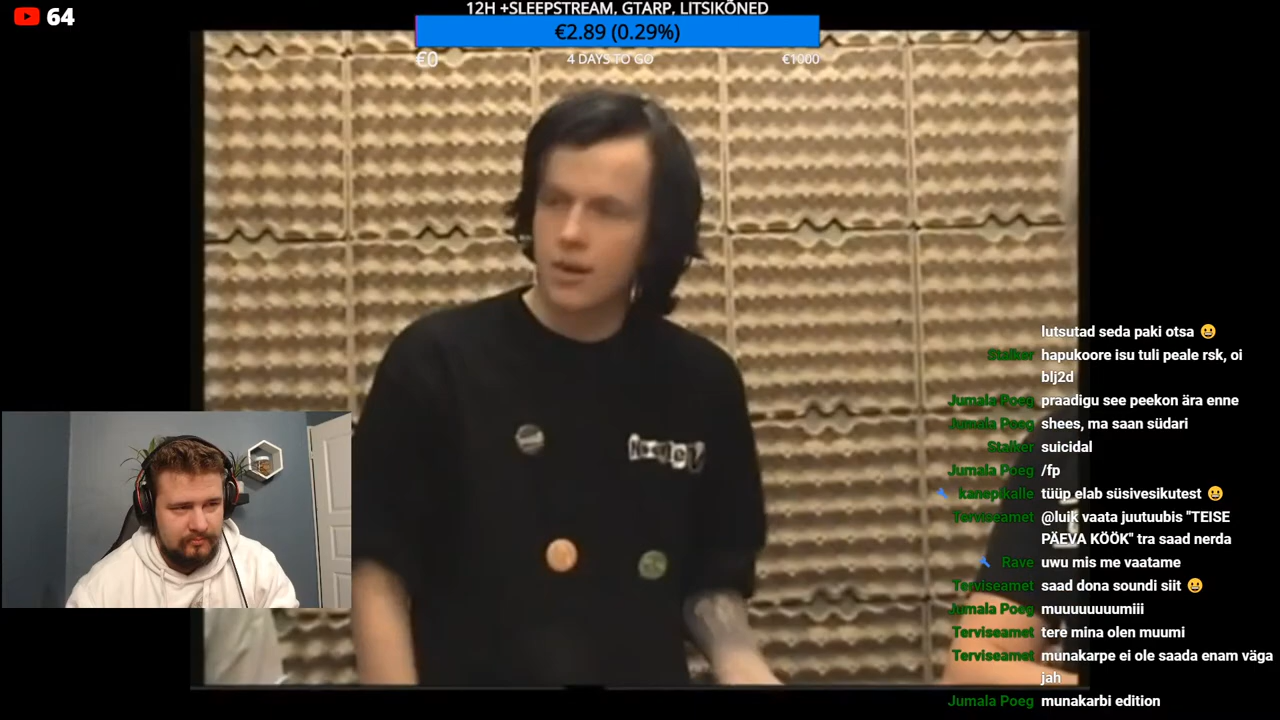 64
12H +SLEEPSTREAM, GTARP, LITSIKÕNED
€2.89 (0.29%)
€0 4 DAYS TO GO €1000
lutsutad seda paki otsa 😀
Stalker hapukoore isu tuli peale rsk, oi
blj2d
Jumala Poeg praadigu see peekon ära enne
Jumala Poeg shees, ma saan südari
Stalker suicidal
Jumala Poeg /fp
kanepikalle tüüp elab süsivesikutest 😀
Terviseamet @luik vaata juutuubis "TEISE
PÄEVA KÖÖK" tra saad nerda
Rave uwu mis me vaatame
Terviseamet saad dona soundi siit 😀
Jumala Poeg muuuuuuuumiii
Terviseamet tere mina olen muumi
Terviseamet munakarpe ei ole saada enam väga
jah
Jumala Poeg munakarbi edition